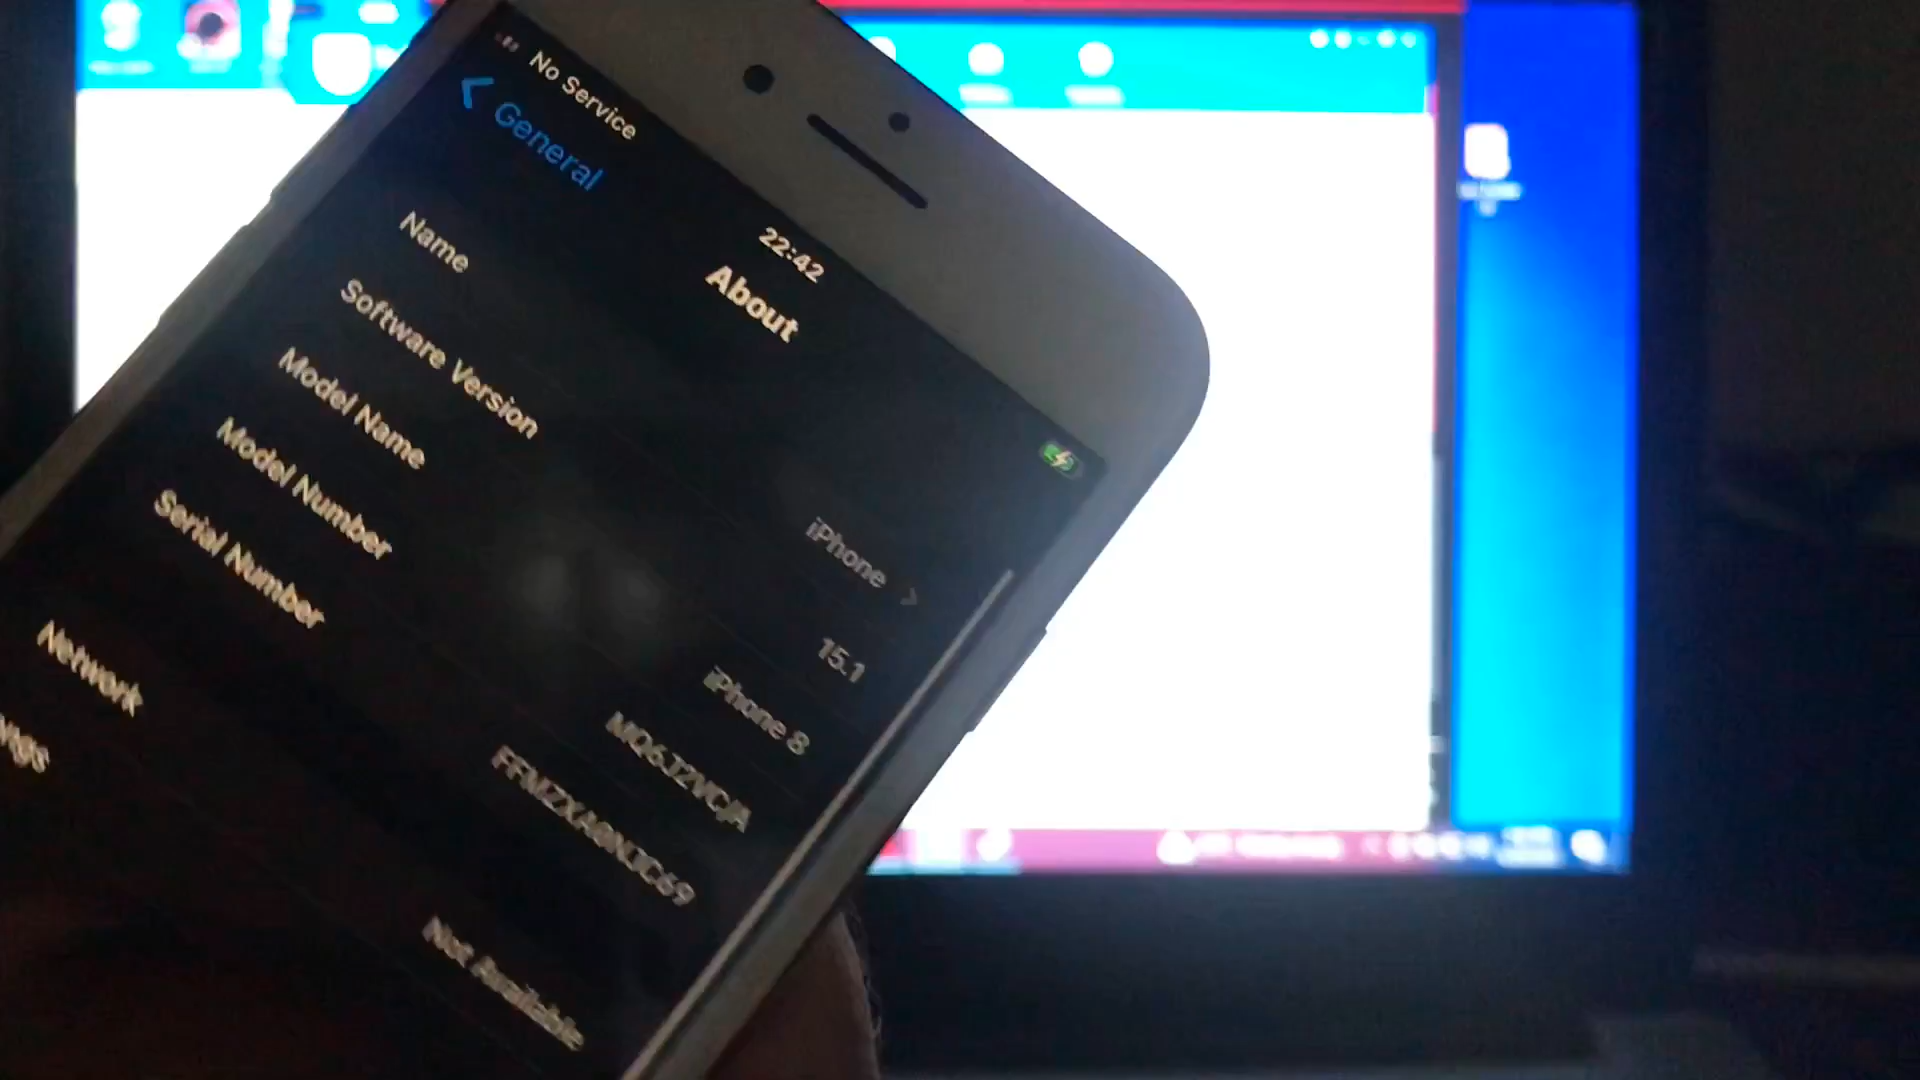 No Service
22:42
General
About
Name
iPhone
Software Version
15.1
Model Name
iPhone 8
Model Number
MQ6J2VC/A
Serial Number
Network
Not Available